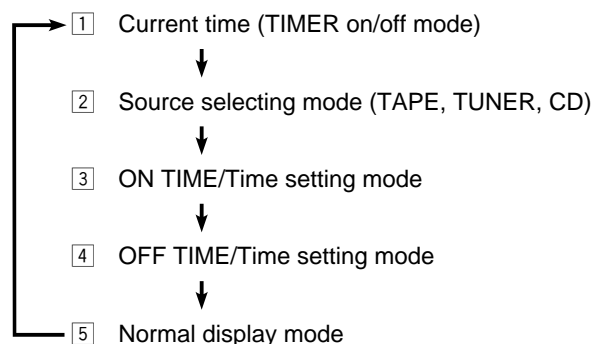 1 Current time (TIMER on/off mode)
2 Source selecting mode (TAPE, TUNER, CD)
3 ON TIME/Time setting mode
4 OFF TIME/Time setting mode
5 Normal display mode